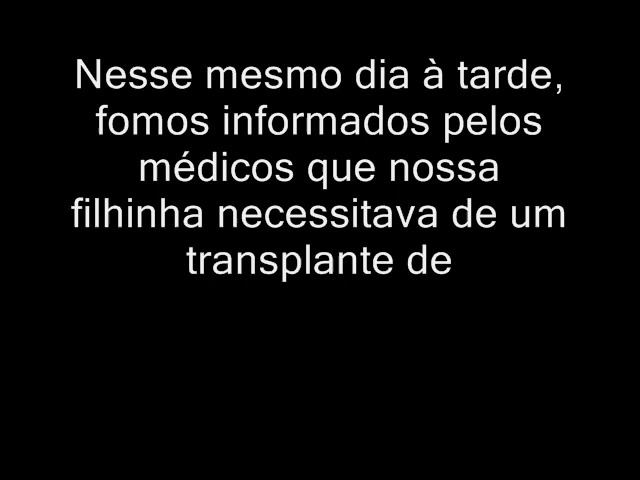 Nesse mesmo dia à tarde,
fomos informados pelos
médicos que nossa
filhinha necessitava de um
transplante de